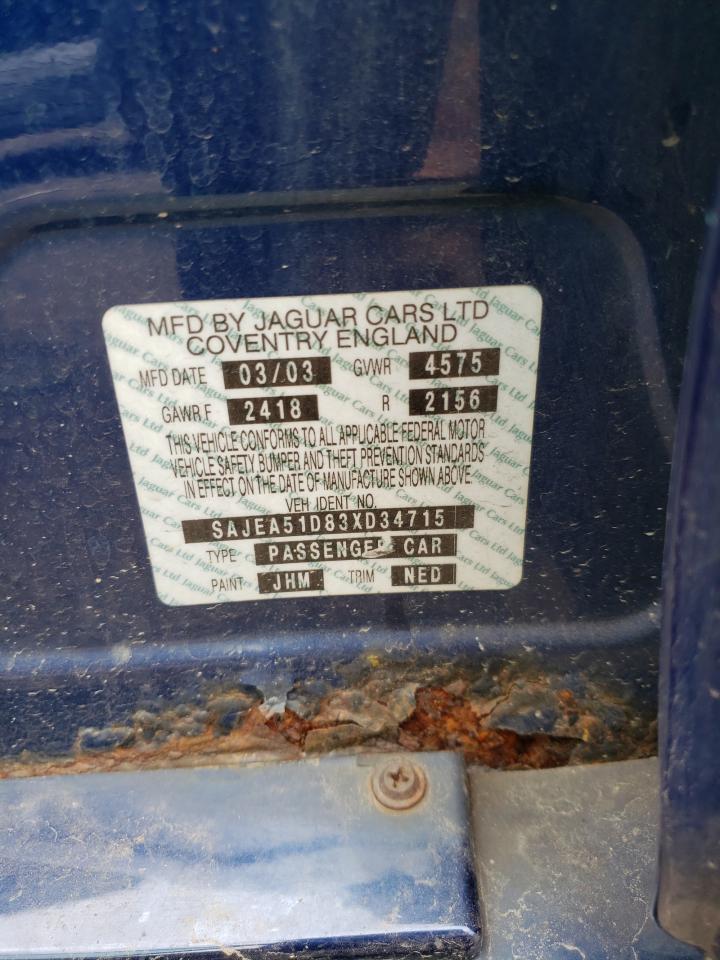 MFD BY JAGUAR CARS LTD
COVENTRY ENGLAND
MFD DATE 03/03 GVWR 4575
GAWR F 2418 R 2156
THIS VEHICLE CONFORMS TO ALL APPLICABLE FEDERAL MOTOR
VEHICLE SAFETY BUMPER AND THEFT PREVENTION STANDARDS
IN EFFECT ON THE DATE OF MANUFACTURE SHOWN ABOVE.
VEH IDENT NO.
SAJEA51D83XD34715
TYPE PASSENGER CAR
PAINT JHM TRIM NED